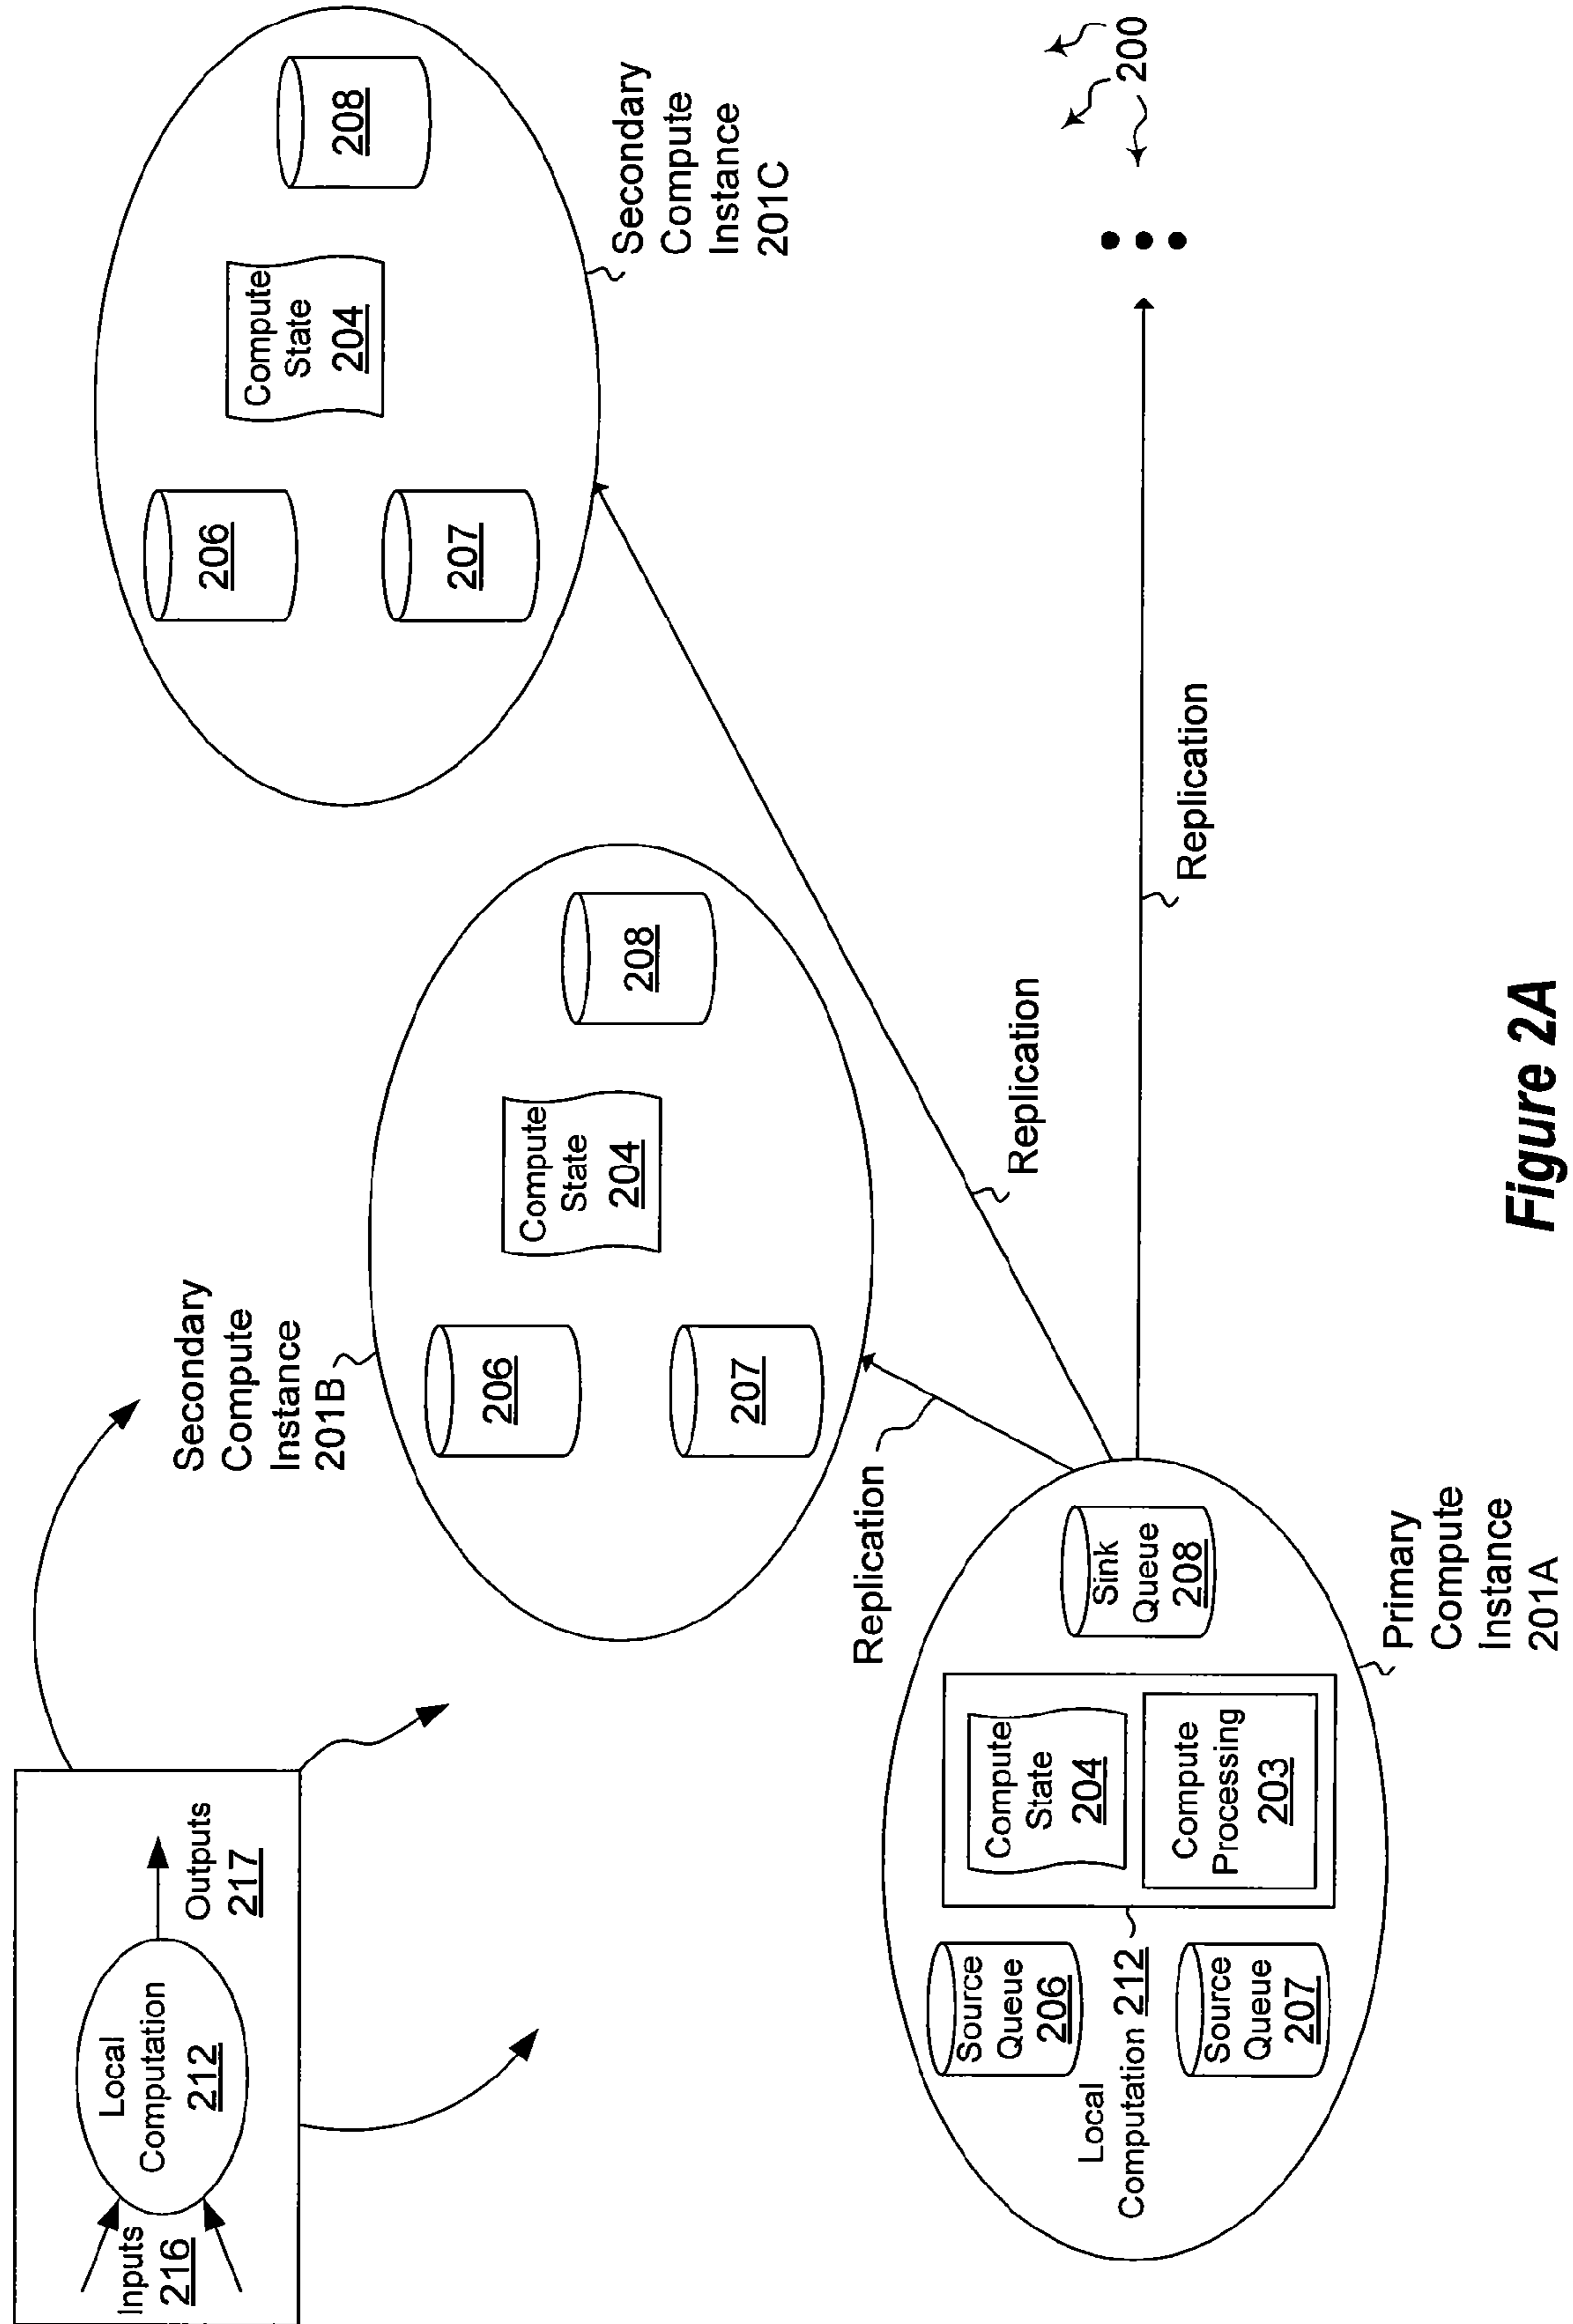 Inputs
216
Local
Computation
212
Outputs
217
Secondary
Compute
Instance
201B
206
207
Compute
State
204
208
206
207
Compute
State
204
208
Secondary
Compute
Instance
201C
Source
Queue
206
Source
Queue
207
Local
Computation 212
Compute
State
204
Compute
Processing
203
Sink
Queue
208
Primary
Compute
Instance
201A
Replication
Replication
Replication
200
Figure 2A